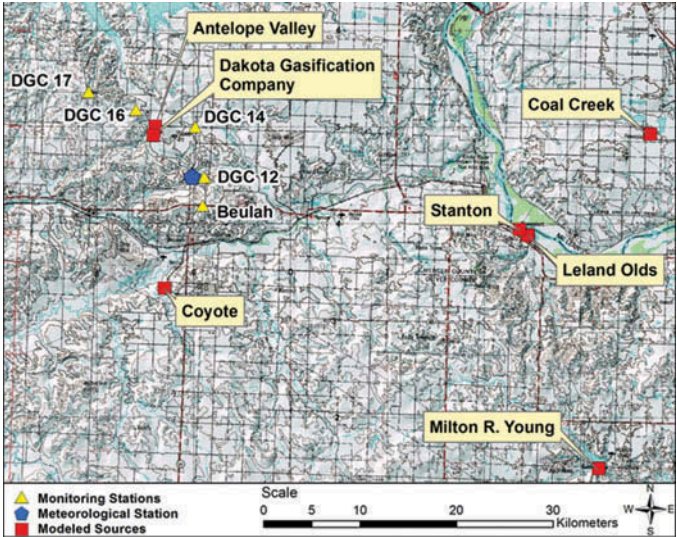 Antelope Valley
Dakota Gasification
Company
DGC 17
DGC 16
DGC 14
Coal Creek
DGC 12
Beulah
Stanton
Leland Olds
Coyote
Milton R. Young
Monitoring Stations
Meteorological Station
Modeled Sources
Scale
0 5 10 20 30
Kilometers
N
W E
S